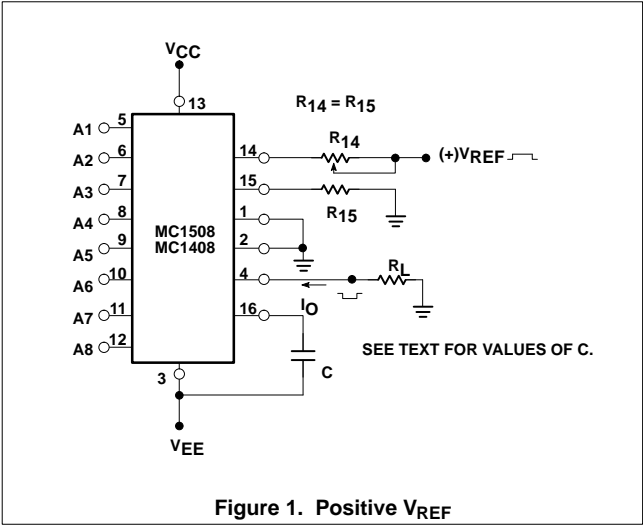 VCC
13
R14 = R15
A1 5
A2 6
A3 7
A4 8
A5 9
A6 10
A7 11
A8 12
MC1508
MC1408
14
15
1
2
4
16
R14
(+)VREF
R15
RL
IO
C
SEE TEXT FOR VALUES OF C.
3
VEE
Figure 1. Positive VREF